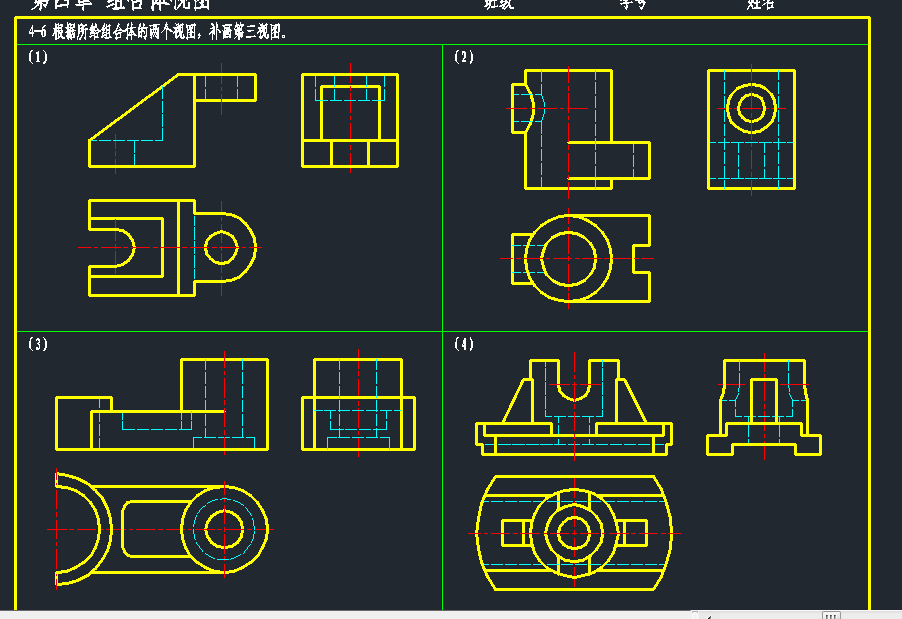 第四章 组合体视图 班级 学号 姓名
4-6 根据所给组合体的两个视图，补画第三视图。
(1)
(2)
(3)
(4)